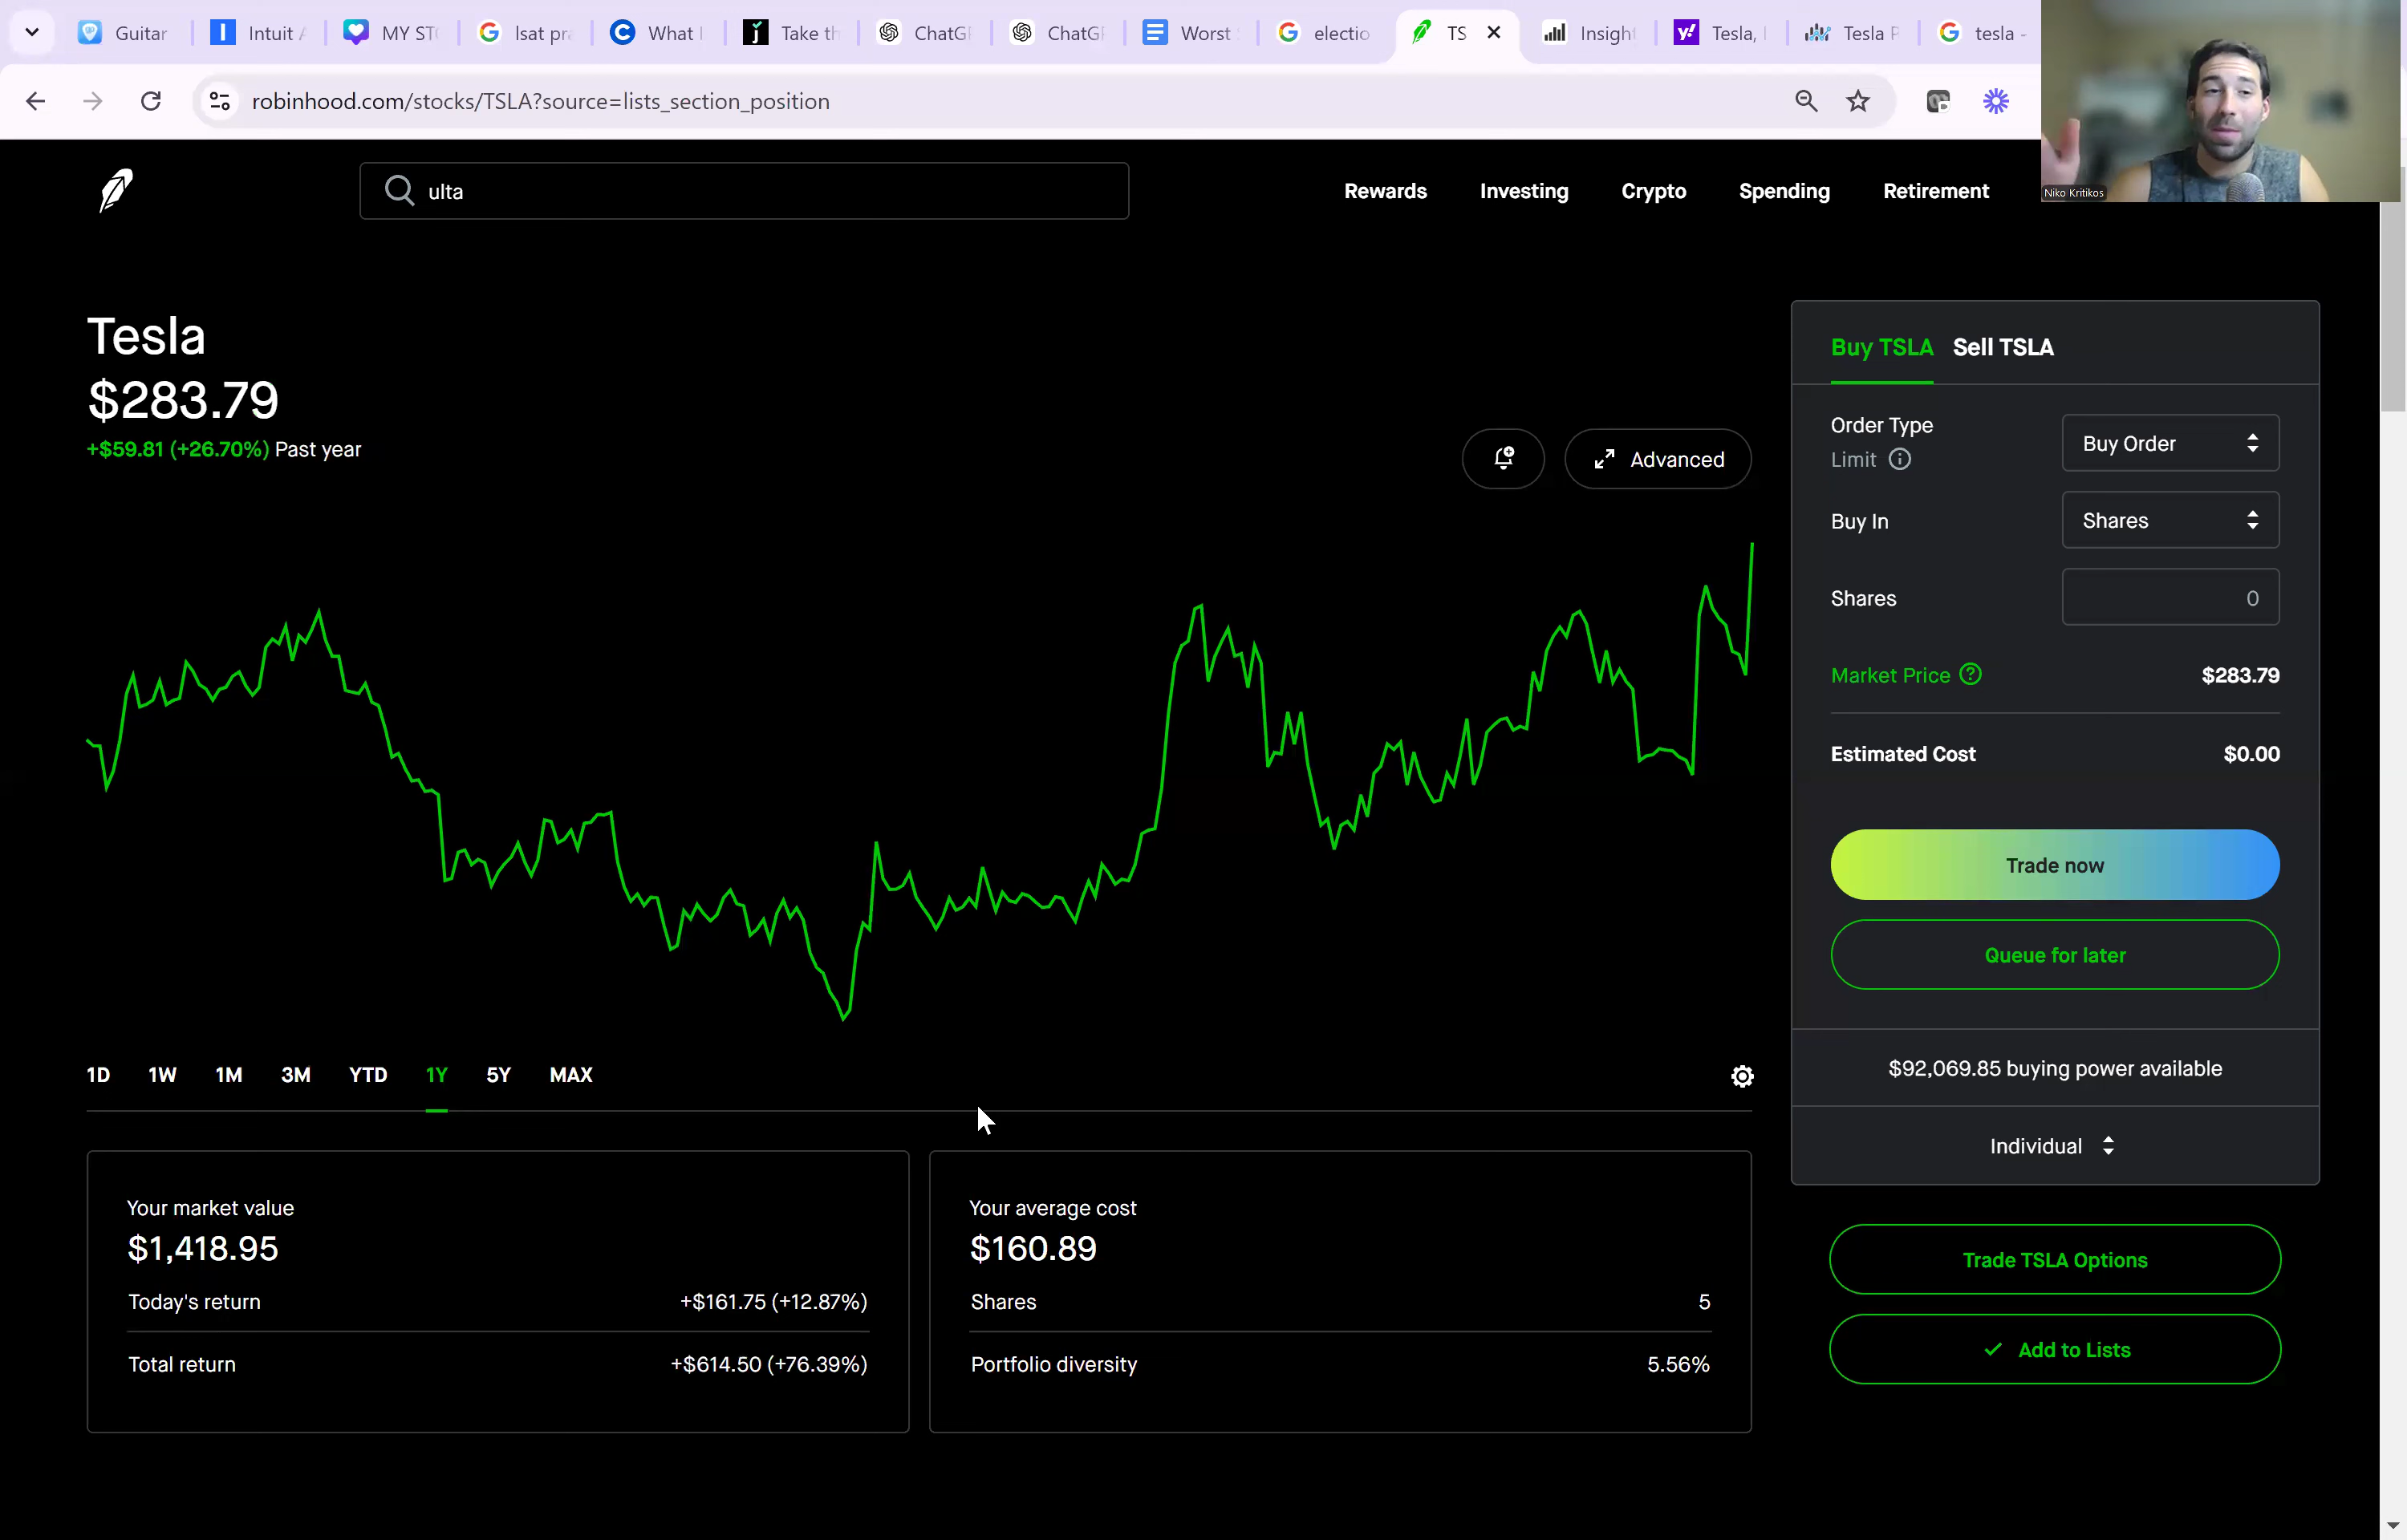 Guitar
Intuit
MY ST
lsat pr
What
Take th
ChatG
ChatG
Worst
electio
TS
Insigh
Tesla,
Tesla P
tesla -
robinhood.com/stocks/TSLA?source=lists_section_position
Niko Kritikos
ulta
Rewards
Investing
Crypto
Spending
Retirement
Tesla
$283.79
+$59.81 (+26.70%) Past year
Advanced
1D
1W
1M
3M
YTD
1Y
5Y
MAX
Your market value
$1,418.95
Today's return +$161.75 (+12.87%)
Total return +$614.50 (+76.39%)
Your average cost
$160.89
Shares 5
Portfolio diversity 5.56%
Buy TSLA Sell TSLA
Order Type
Limit
Buy Order
Buy In Shares
Shares 0
Market Price $283.79
Estimated Cost $0.00
Trade now
Queue for later
$92,069.85 buying power available
Individual
Trade TSLA Options
Add to Lists